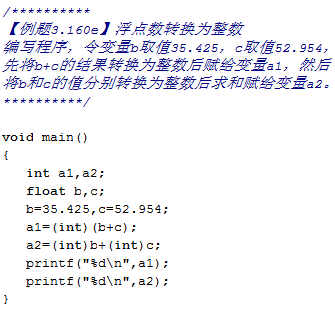 /**********
【例题3.160e】浮点数转换为整数
编写程序，令变量b取值35.425，c取值52.954，
先将b+c的结果转换为整数后赋给变量a1，然后
将b和c的值分别转换为整数后求和赋给变量a2。
**********/
void main()
{
int a1,a2;
float b,c;
b=35.425,c=52.954;
a1=(int)(b+c);
a2=(int)b+(int)c;
printf("%d\n",a1);
printf("%d\n",a2);
}